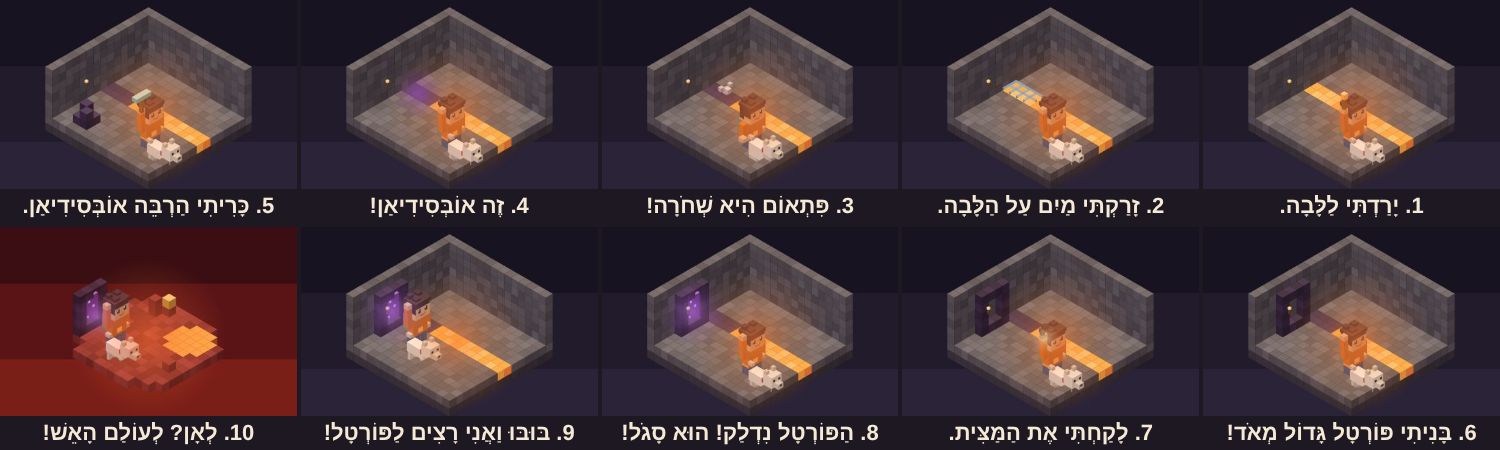 1. יָרַדְתִּי לַלָּבָה.
2. זָרַקְתִּי מַיִם עַל הַלָּבָה.
3. פִּתְאוֹם הִיא שְׁחֹרָה!
4. זֶה אוֹבְּסִידִיאַן!
5. כָּרִיתִי הַרְבֵּה אוֹבְּסִידִיאַן.
6. בָּנִיתִי פּוֹרְטָל גָּדוֹל מְאֹד!
7. לָקַחְתִּי אֶת הַמַּצִּית.
8. הַפּוֹרְטָל נִדְלַק! הוּא סָגֹל!
9. בּוּבּוּ וַאֲנִי רָצִים לַפּוֹרְטָל!
10. לְאָן? לְעוֹלַם הָאֵשׁ!